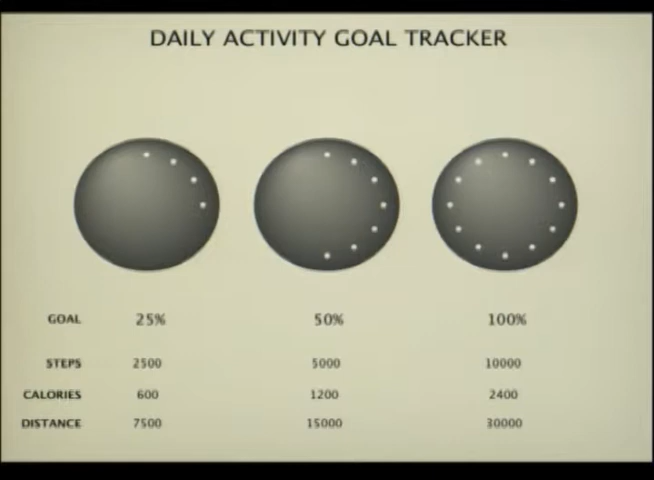 DAILY ACTIVITY GOAL TRACKER
GOAL 25% 50% 100%
STEPS 2500 5000 10000
CALORIES 600 1200 2400
DISTANCE 7500 15000 30000